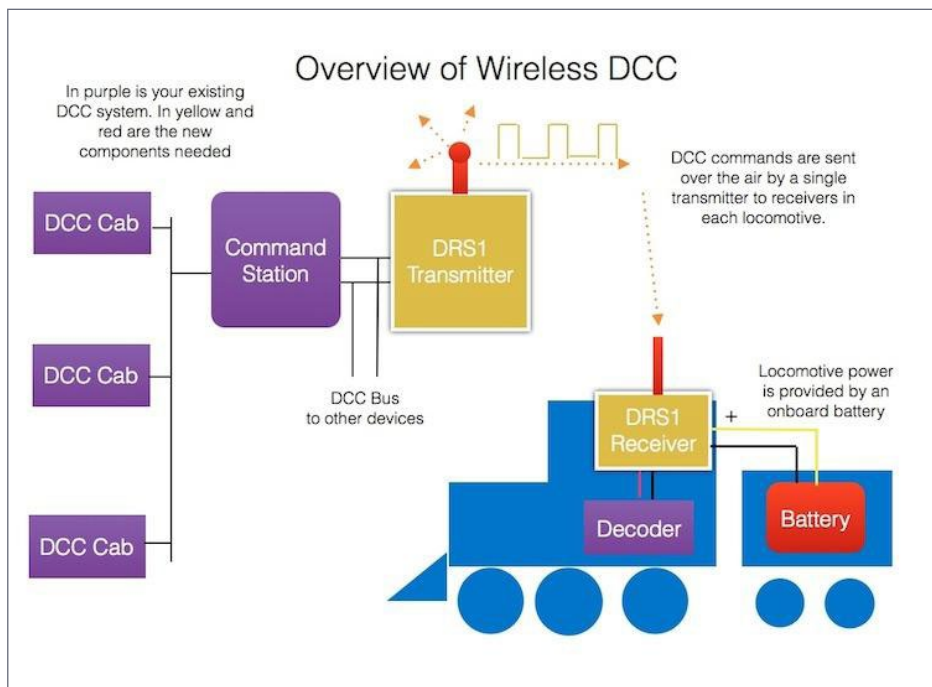 Overview of Wireless DCC
In purple is your existing
DCC system. In yellow and
red are the new
components needed
DCC commands are sent
over the air by a single
transmitter to receivers in
each locomotive.
DCC Cab
Command
Station
DRS1
Transmitter
DCC Cab
DCC Bus
to other devices
Locomotive power
is provided by an
onboard battery
+
DRS1
Receiver
DCC Cab
Decoder
Battery